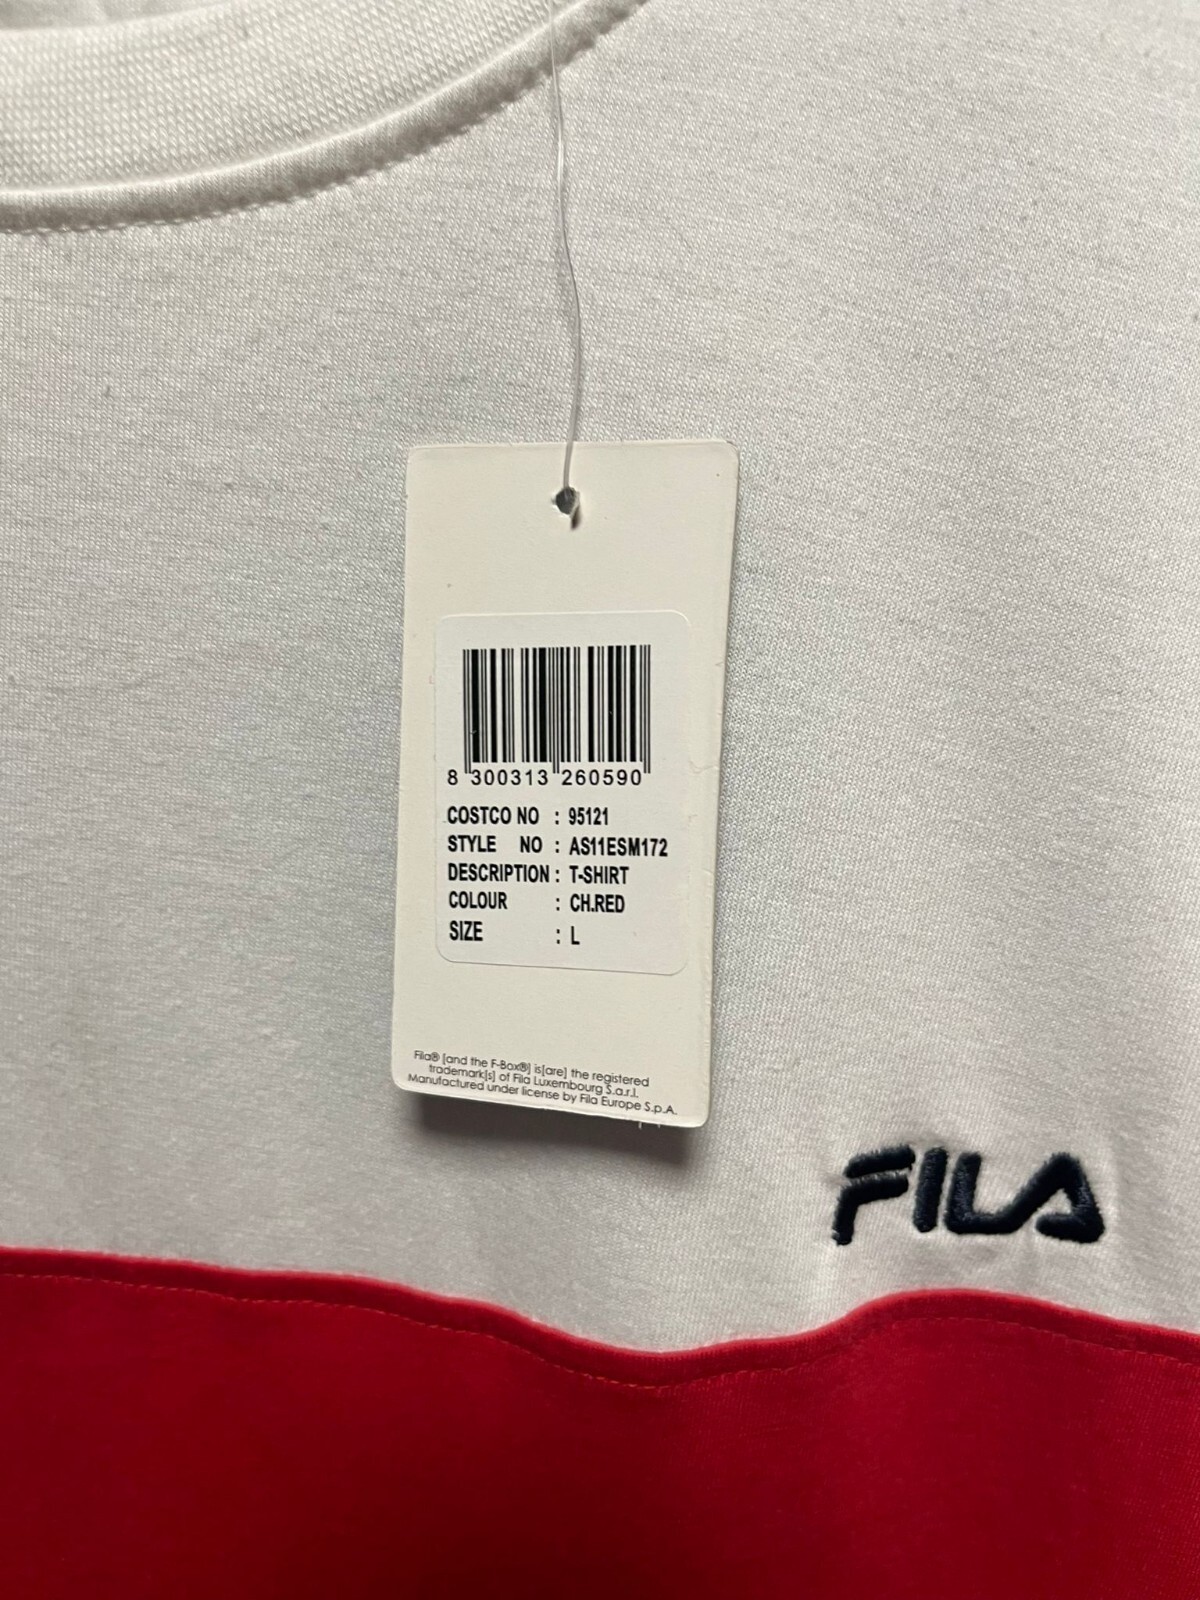 8 300313 260590
COSTCO NO : 95121
STYLE NO : AS11ESM172
DESCRIPTION : T-SHIRT
COLOUR : CH.RED
SIZE : L
Fila® [and the F-Box®] is[are] the registered
trademark[s] of Fila Luxembourg S.a.r.l.
Manufactured under license by Fila Europe S.p.A.
FILA